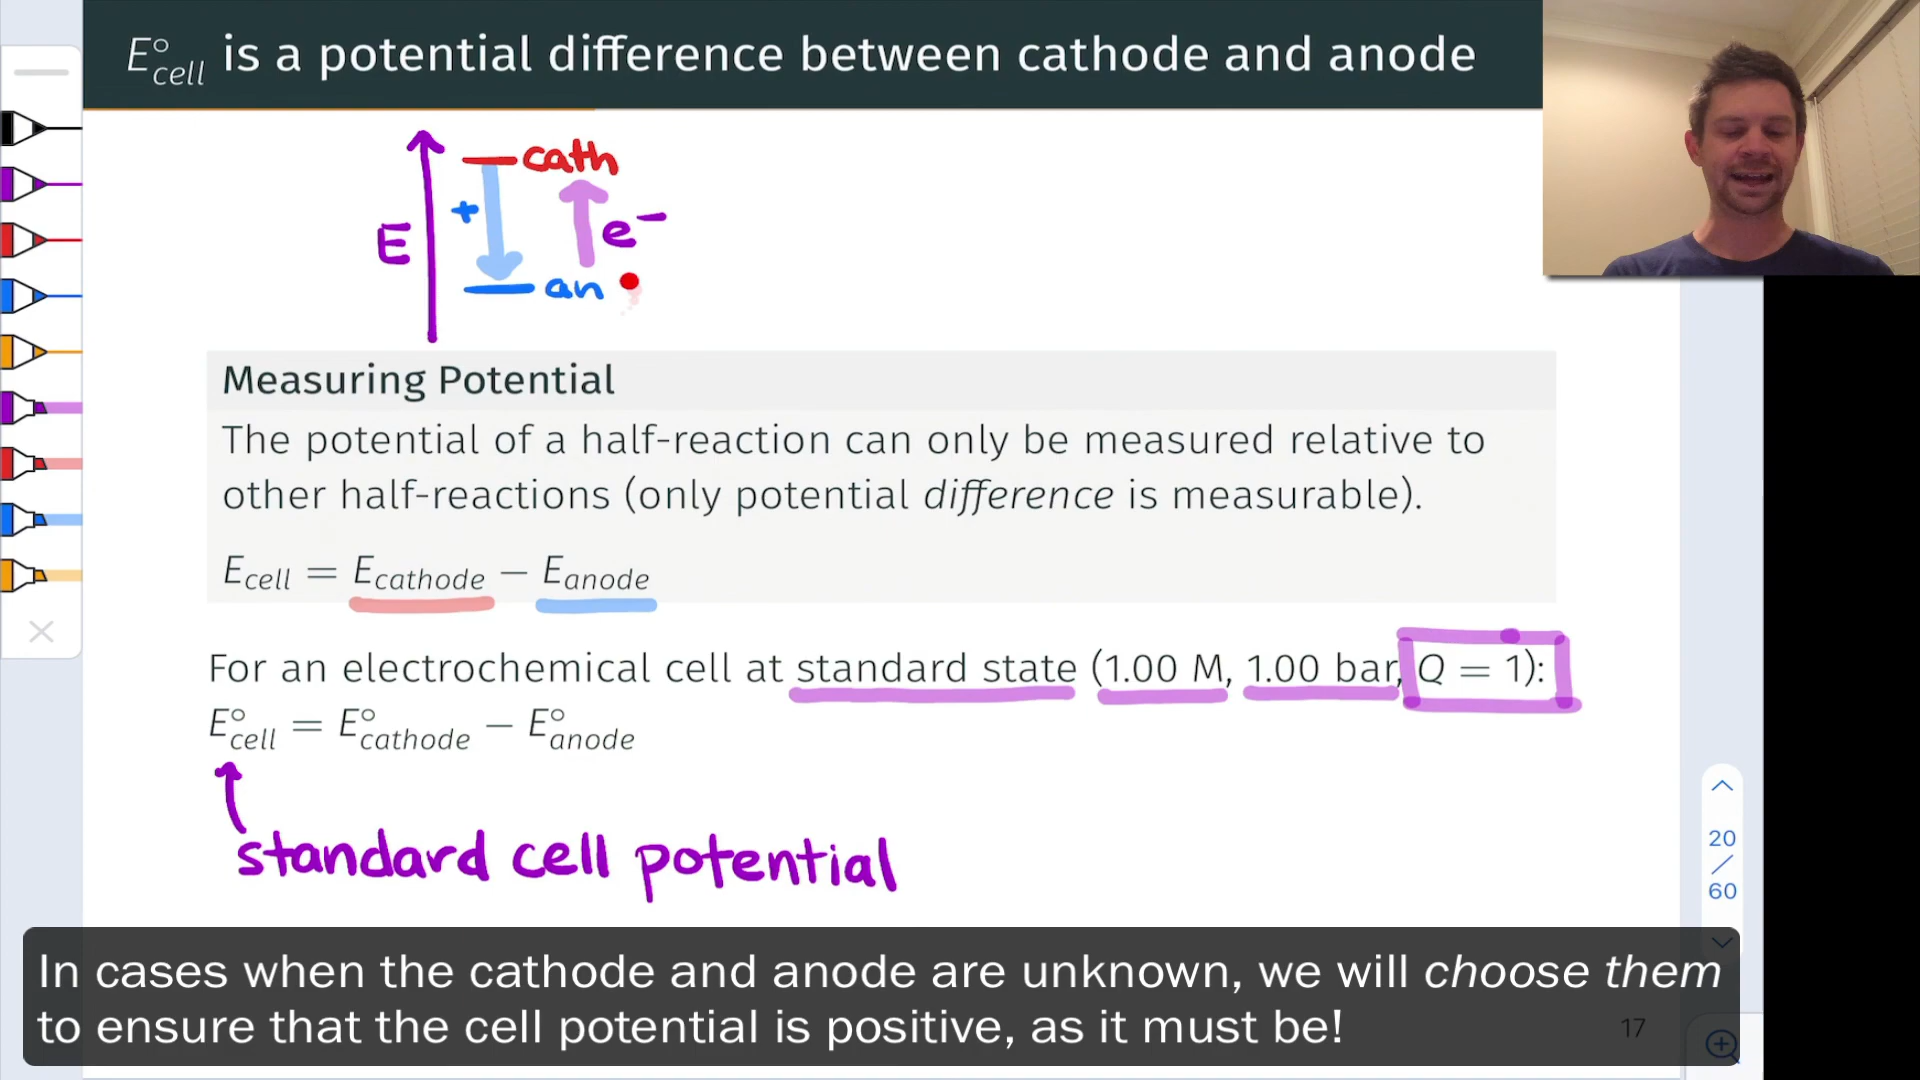 E°cell is a potential difference between cathode and anode
cath
+
E
e⁻
an
Measuring Potential
The potential of a half-reaction can only be measured relative to
other half-reactions (only potential difference is measurable).
Ecell = Ecathode − Eanode
For an electrochemical cell at standard state (1.00 M, 1.00 bar, Q = 1):
E°cell = E°cathode − E°anode
standard cell potential
20
/
60
In cases when the cathode and anode are unknown, we will choose them
to ensure that the cell potential is positive, as it must be!
17